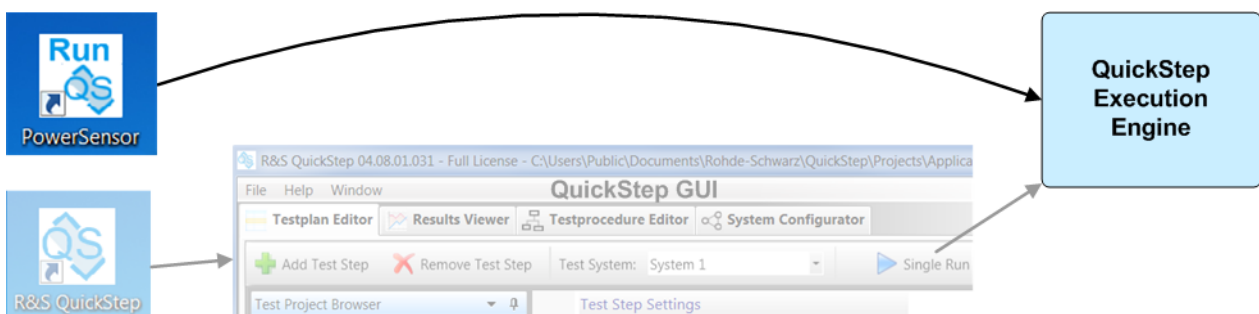 Run
QS
PowerSensor
QuickStep
Execution
Engine
R&S QuickStep 04.08.01.031 - Full License - C:\Users\Public\Documents\Rohde-Schwarz\QuickStep\Projects\Applica
File Help Window QuickStep GUI
Testplan Editor Results Viewer Testprocedure Editor System Configurator
Add Test Step Remove Test Step Test System: System 1 Single Run
Test Project Browser Test Step Settings
QS
R&S QuickStep